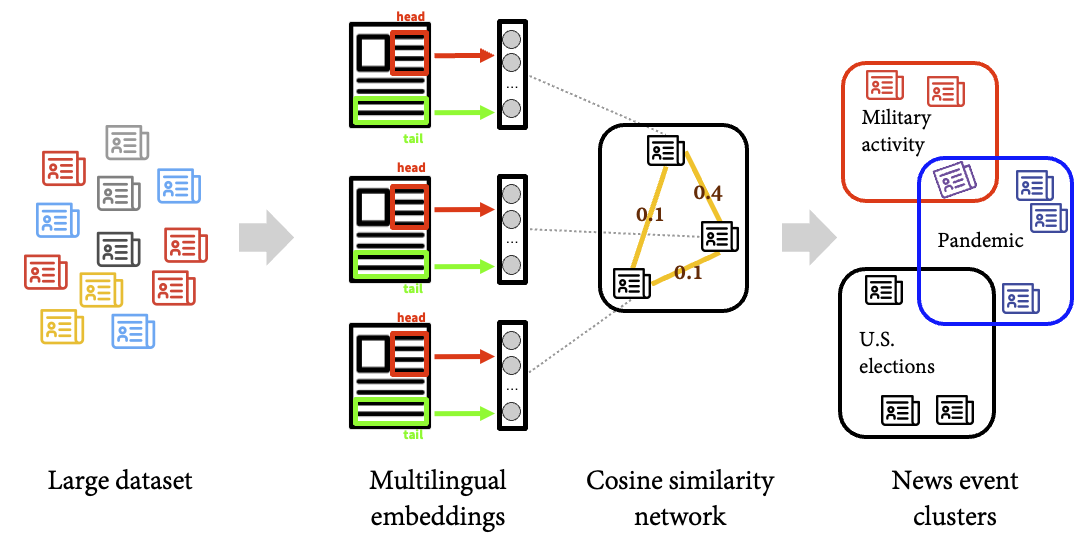 head
...
tail
head
...
tail
head
...
tail
0.1
0.4
0.1
Military
activity
Pandemic
U.S.
elections
Large dataset
Multilingual
embeddings
Cosine similarity
network
News event
clusters